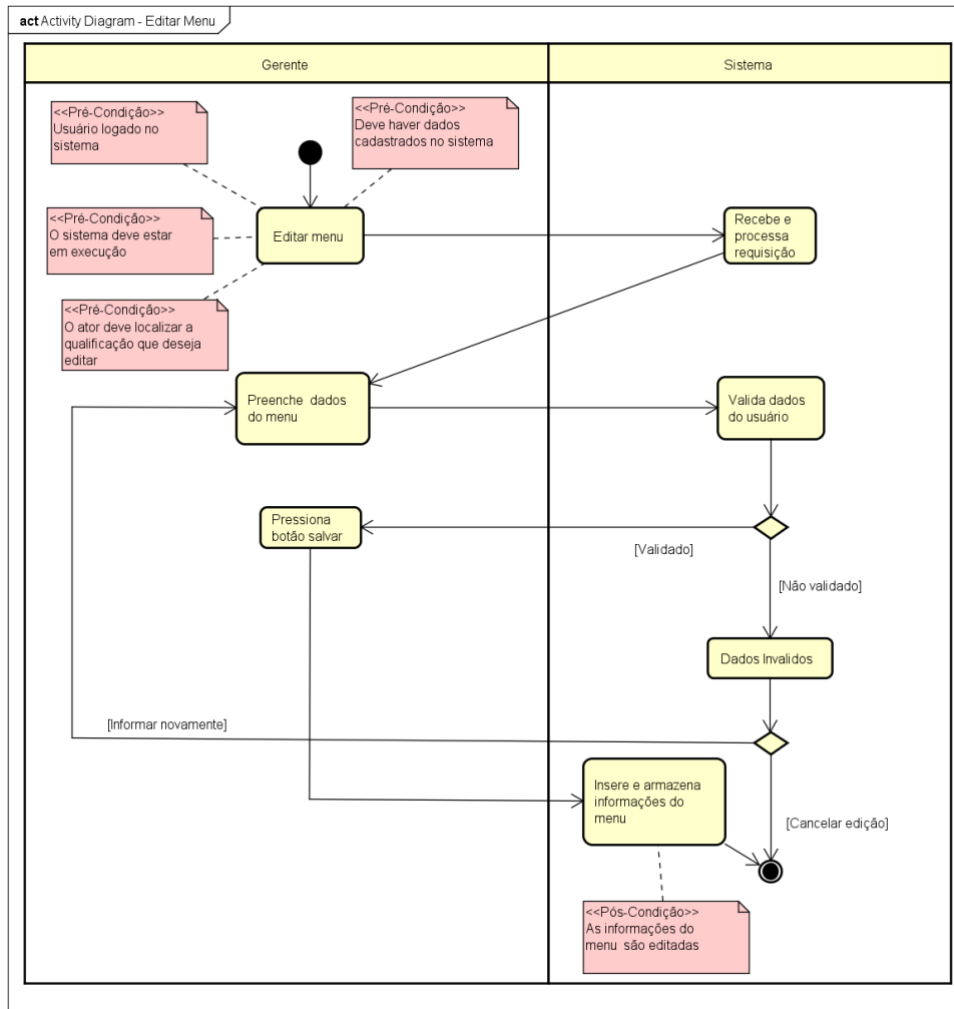 act Activity Diagram - Editar Menu
Gerente
Sistema
<<Pré-Condição>>
Usuário logado no
sistema
<<Pré-Condição>>
Deve haver dados
cadastrados no sistema
<<Pré-Condição>>
O sistema deve estar
em execução
Editar menu
Recebe e
processa
requisição
<<Pré-Condição>>
O ator deve localizar a
qualificação que deseja
editar
Preenche dados
do menu
Valida dados
do usuário
Pressiona
botão salvar
[Validado]
[Não validado]
Dados Invalidos
[Informar novamente]
Insere e armazena
informações do
menu
[Cancelar edição]
<<Pós-Condição>>
As informações do
menu são editadas